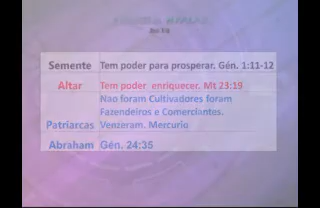 Semente Tem poder para prosperar. Gén. 1:11-12
Altar Tem poder enriquecer. Mt 23:19
Nao foram Cultivadores foram
Fazendeiros e Comerciantes.
Patriarcas Venzeram. Mercurio
Abraham Gén. 24:35